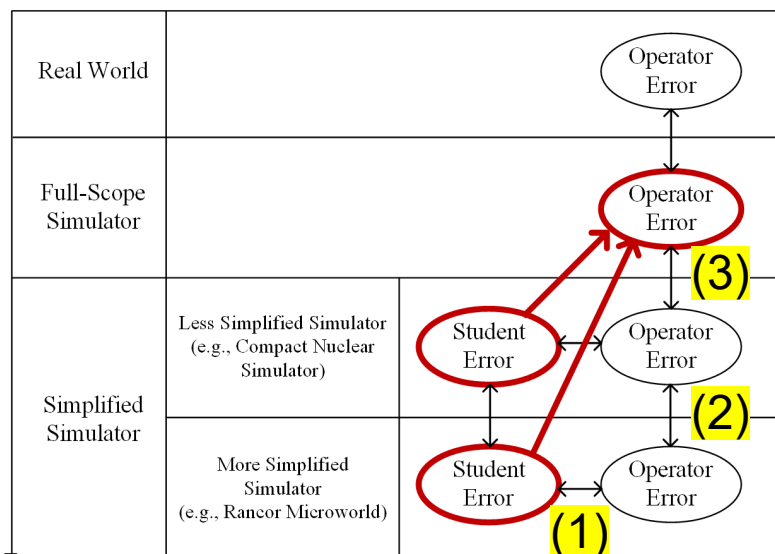 Real World
Operator
Error
Full-Scope
Simulator
Operator
Error
(3)
Simplified
Simulator
Less Simplified Simulator
(e.g., Compact Nuclear
Simulator)
Student
Error
Operator
Error
(2)
More Simplified
Simulator
(e.g., Rancor Microworld)
Student
Error
Operator
Error
(1)